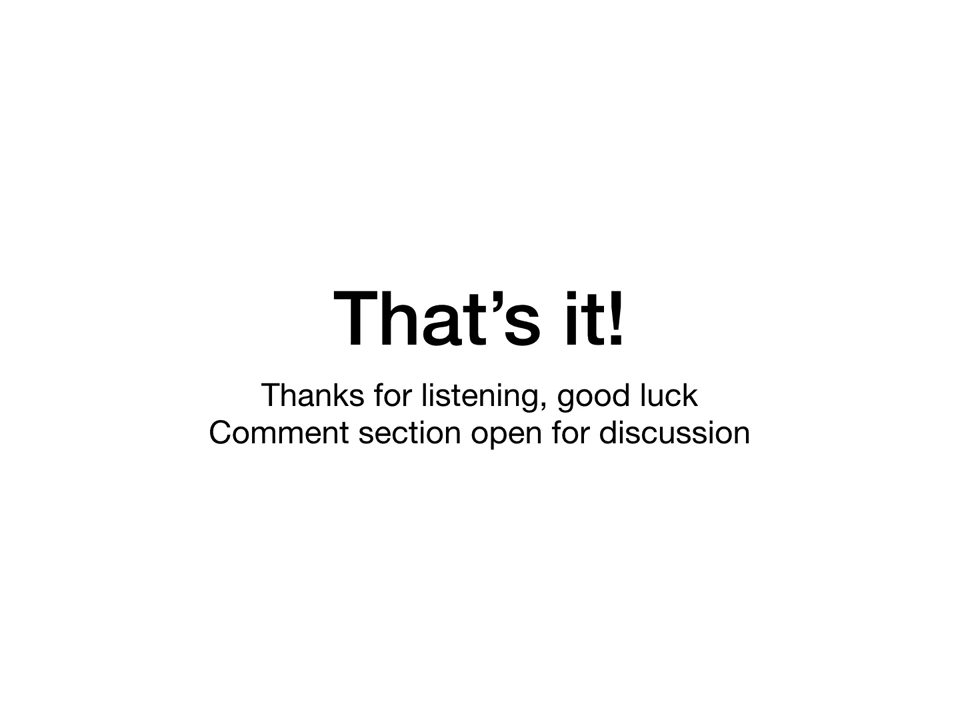 That’s it!
Thanks for listening, good luck
Comment section open for discussion